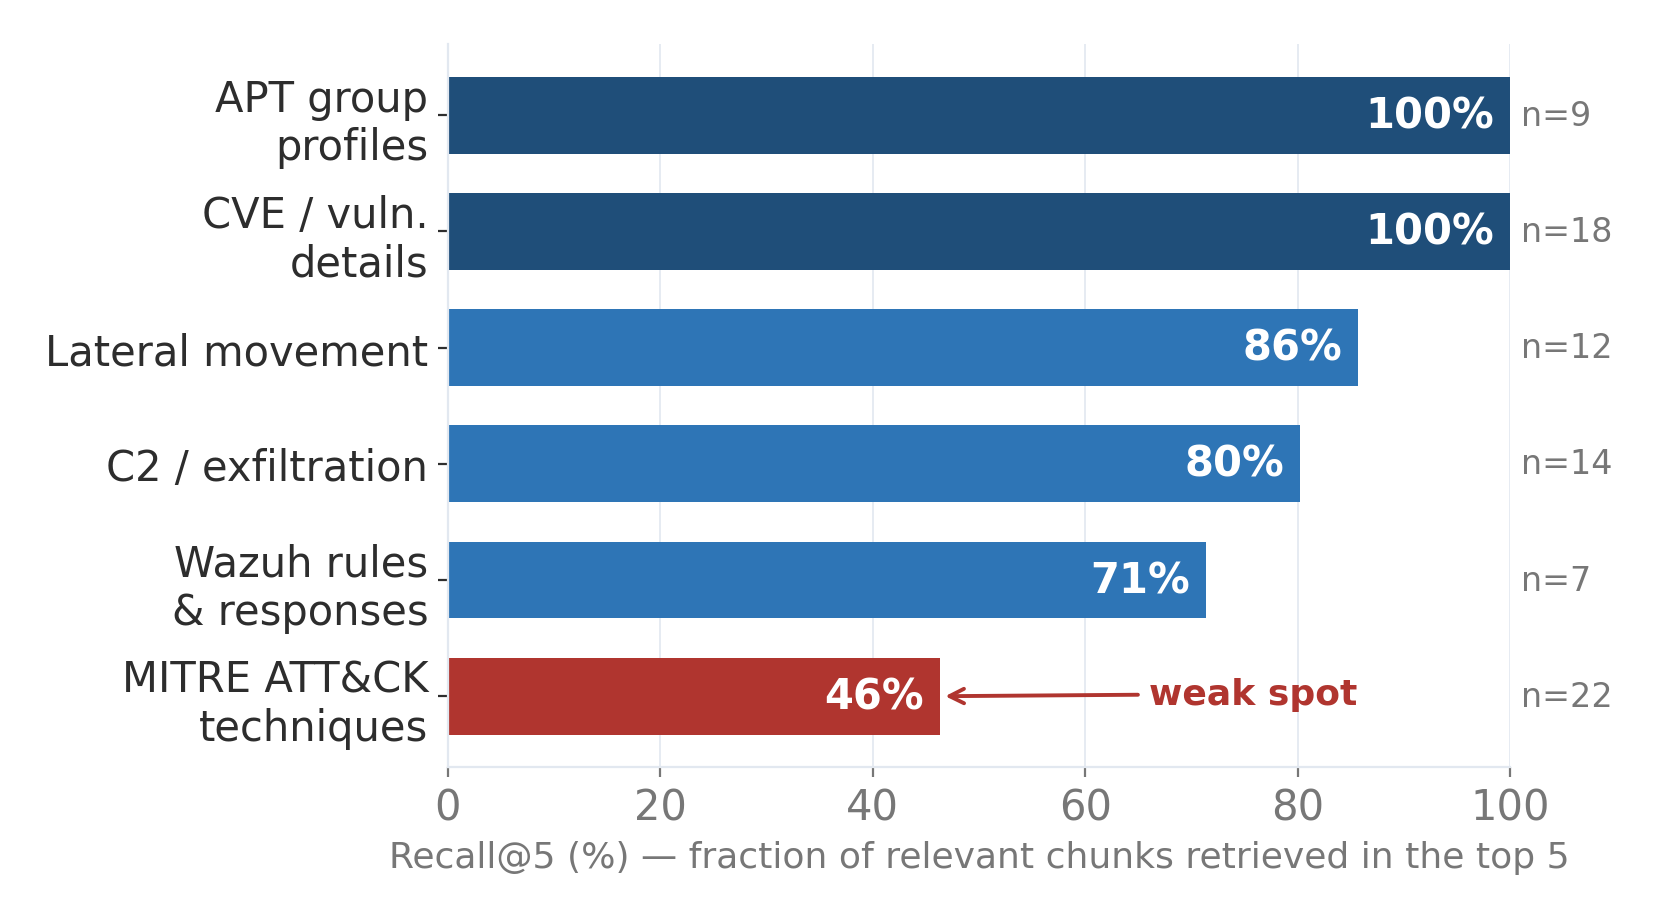 APT group
profiles
100%
n=9
CVE / vuln.
details
100%
n=18
Lateral movement
86%
n=12
C2 / exfiltration
80%
n=14
Wazuh rules
& responses
71%
n=7
MITRE ATT&CK
techniques
46%
weak spot
n=22
0 20 40 60 80 100
Recall@5 (%) — fraction of relevant chunks retrieved in the top 5